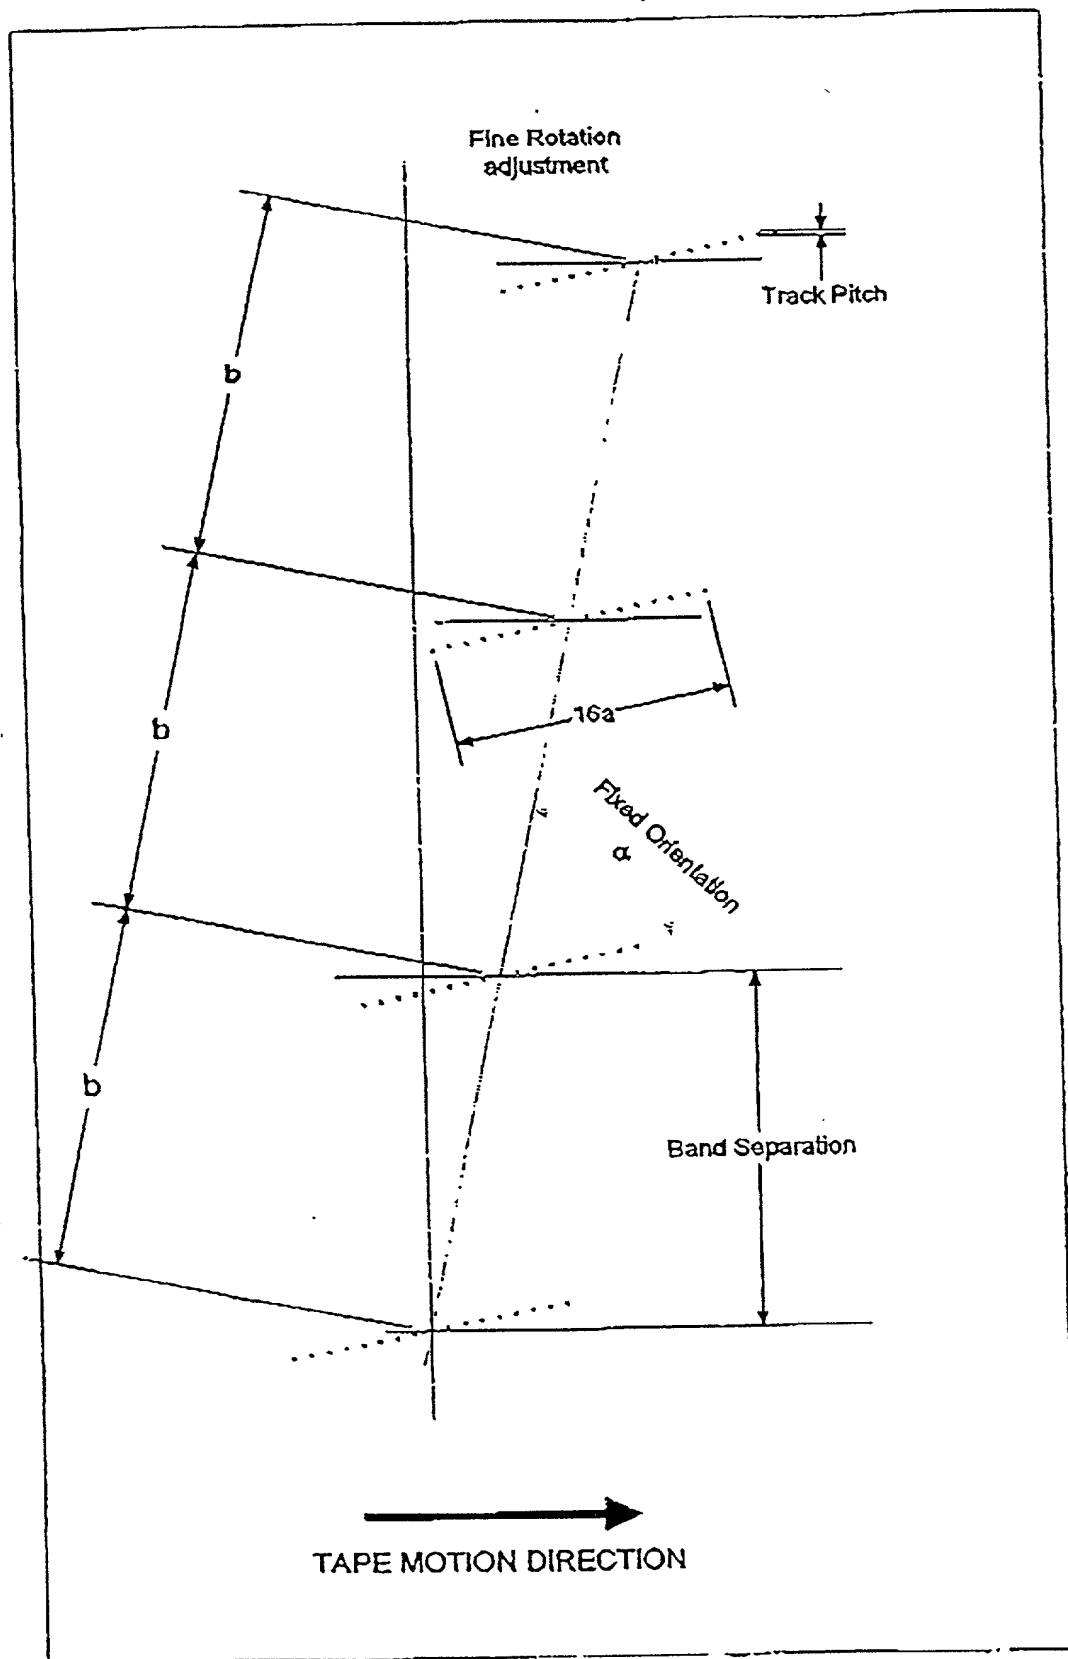 Fine Rotation
adjustment
Track Pitch
b
16a
b
Fixed Orientation
α
b
Band Separation
TAPE MOTION DIRECTION